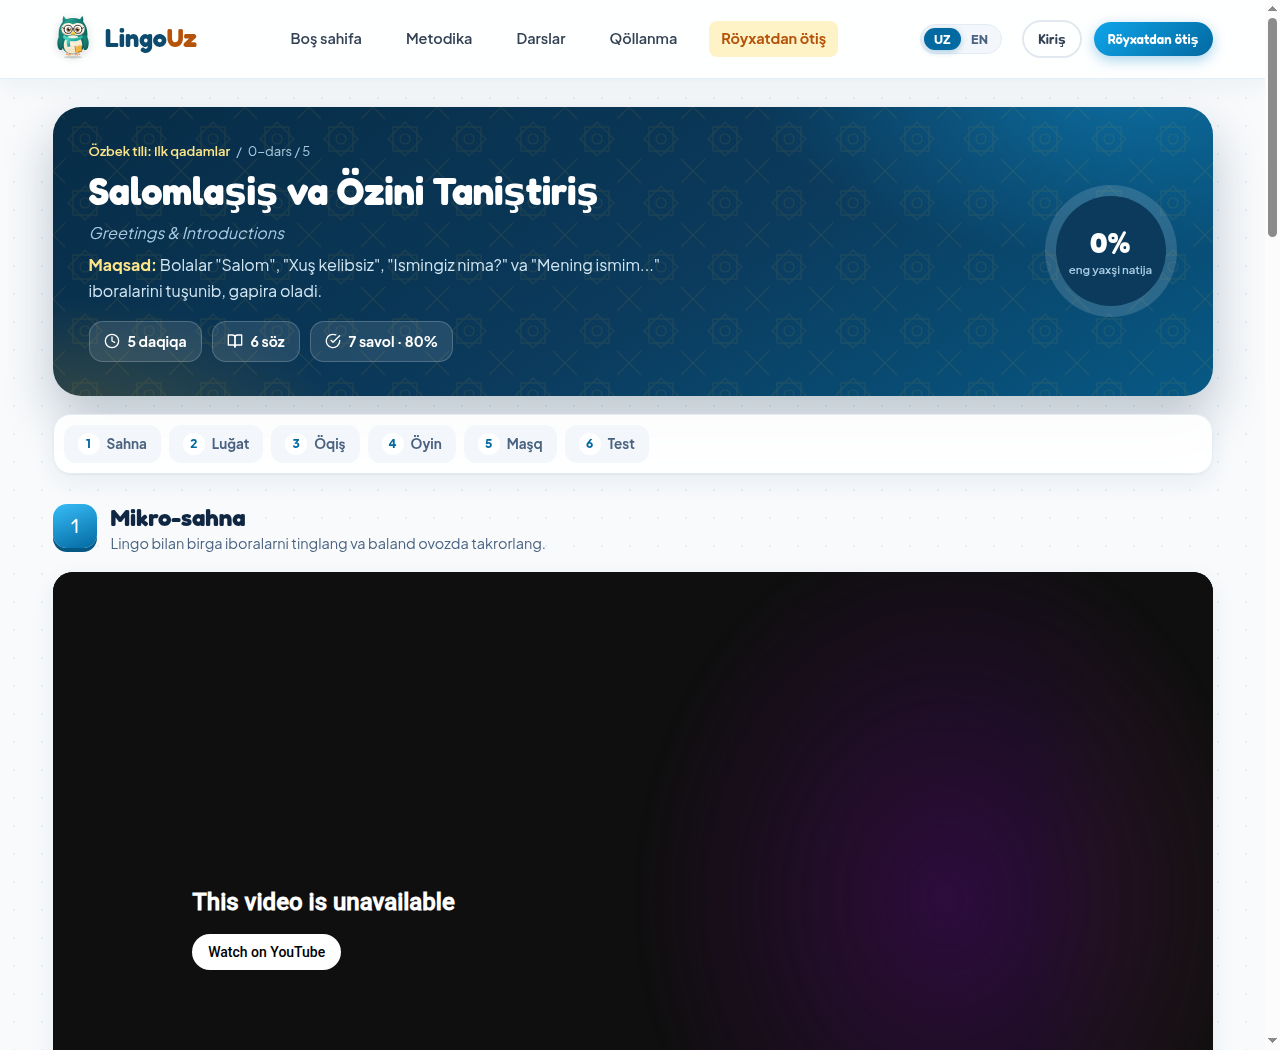 LingoUz
Boş sahifa
Metodika
Darslar
Qöllanma
Röyxatdan ötiş
UZ
EN
Kiriş
Röyxatdan ötiş
Özbek tili: Ilk qadamlar / 0-dars / 5
Salomlaşiş va Özini Taniştiriş
Greetings & Introductions
Maqsad: Bolalar "Salom", "Xuş kelibsiz", "Ismingiz nima?" va "Mening ismim..."
iboralarini tuşunib, gapira oladi.
5 daqiqa
6 söz
7 savol · 80%
0%
eng yaxşi natija
1 Sahna
2 Luğat
3 Öqiş
4 Öyin
5 Maşq
6 Test
1
Mikro-sahna
Lingo bilan birga iboralarni tinglang va baland ovozda takrorlang.
This video is unavailable
Watch on YouTube